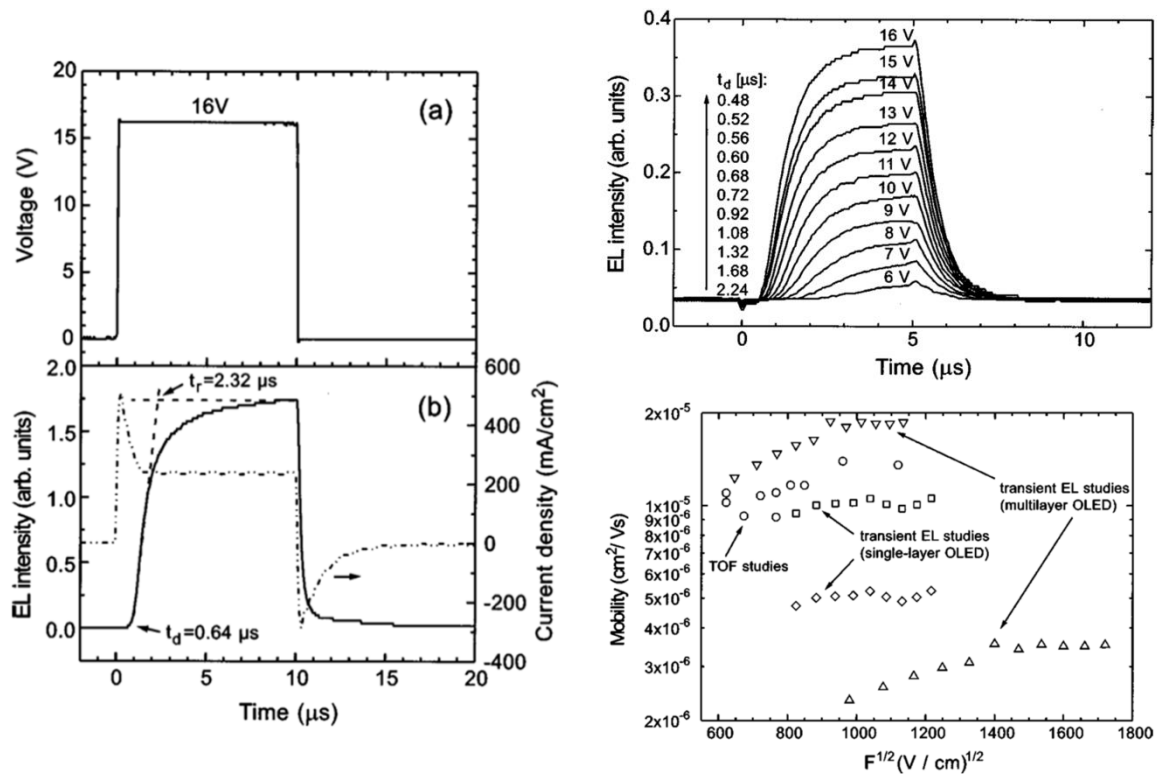 20
15
10
5
0
Voltage (V)
16V
(a)
2.0
1.5
1.0
0.5
0.0
EL intensity (arb. units)
t_r=2.32 μs
(b)
t_d=0.64 μs
600
400
200
0
-200
-400
Current density (mA/cm²)
0 5 10 15 20
Time (μs)
0.4
0.3
0.2
0.1
0.0
EL intensity (arb. units)
t_d [μs]:
0.48
0.52
0.56
0.60
0.68
0.72
0.92
1.08
1.32
1.68
2.24
16 V
15 V
14 V
13 V
12 V
11 V
10 V
9 V
8 V
7 V
6 V
0 5 10
Time (μs)
2x10⁻⁵
1x10⁻⁵
9x10⁻⁶
8x10⁻⁶
7x10⁻⁶
6x10⁻⁶
5x10⁻⁶
4x10⁻⁶
3x10⁻⁶
2x10⁻⁶
Mobility (cm²/ Vs)
transient EL studies
(multilayer OLED)
transient EL studies
(single-layer OLED)
TOF studies
600 800 1000 1200 1400 1600 1800
F^1/2 (V / cm)^1/2